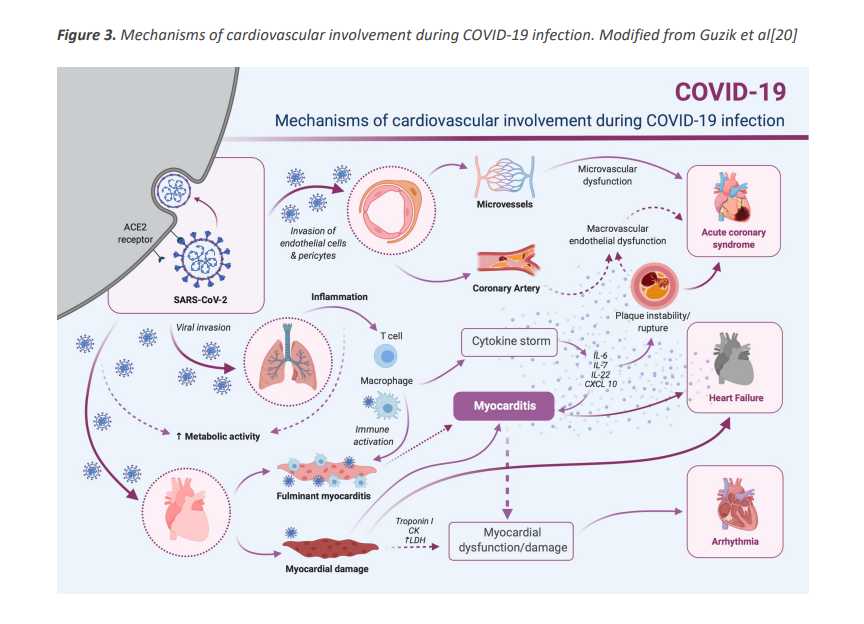 Figure 3. Mechanisms of cardiovascular involvement during COVID-19 infection. Modified from Guzik et al[20]
COVID-19
Mechanisms of cardiovascular involvement during COVID-19 infection
ACE2
receptor
SARS-CoV-2
Invasion of
endothelial cells
& pericytes
Microvessels
Microvascular
dysfunction
Macrovascular
endothelial dysfunction
Acute coronary
syndrome
Coronary Artery
Plaque instability/
rupture
Viral invasion
Inflammation
T cell
Macrophage
Immune
activation
Cytokine storm
IL-6
IL-7
IL-22
CXCL 10
Myocarditis
Heart Failure
↑ Metabolic activity
Fulminant myocarditis
Myocardial damage
Troponin I
CK
↑LDH
Myocardial
dysfunction/damage
Arrhythmia